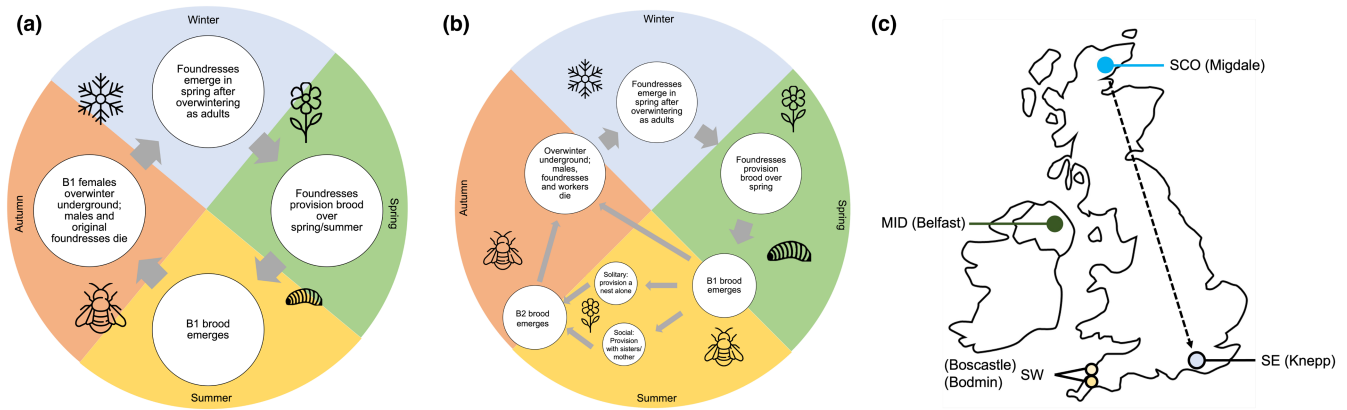 (a)
Winter
Foundresses
emerge in
spring after
overwintering
as adults
Spring
Foundresses
provision brood
over
spring/summer
Summer
B1 brood
emerges
Autumn
B1 females
overwinter
underground;
males and
original
foundresses die
(b)
Winter
Foundresses
emerge in
spring after
overwintering
as adults
Spring
Foundresses
provision brood
over
spring
B1 brood
emerges
Solitary:
provision a
nest alone
Social:
Provision
with sisters/
mother
Summer
B2 brood
emerges
Autumn
Overwinter
underground;
males,
foundresses
and workers
die
(c)
SCO (Migdale)
MID (Belfast)
(Boscastle)
(Bodmin)
SW
SE (Knepp)